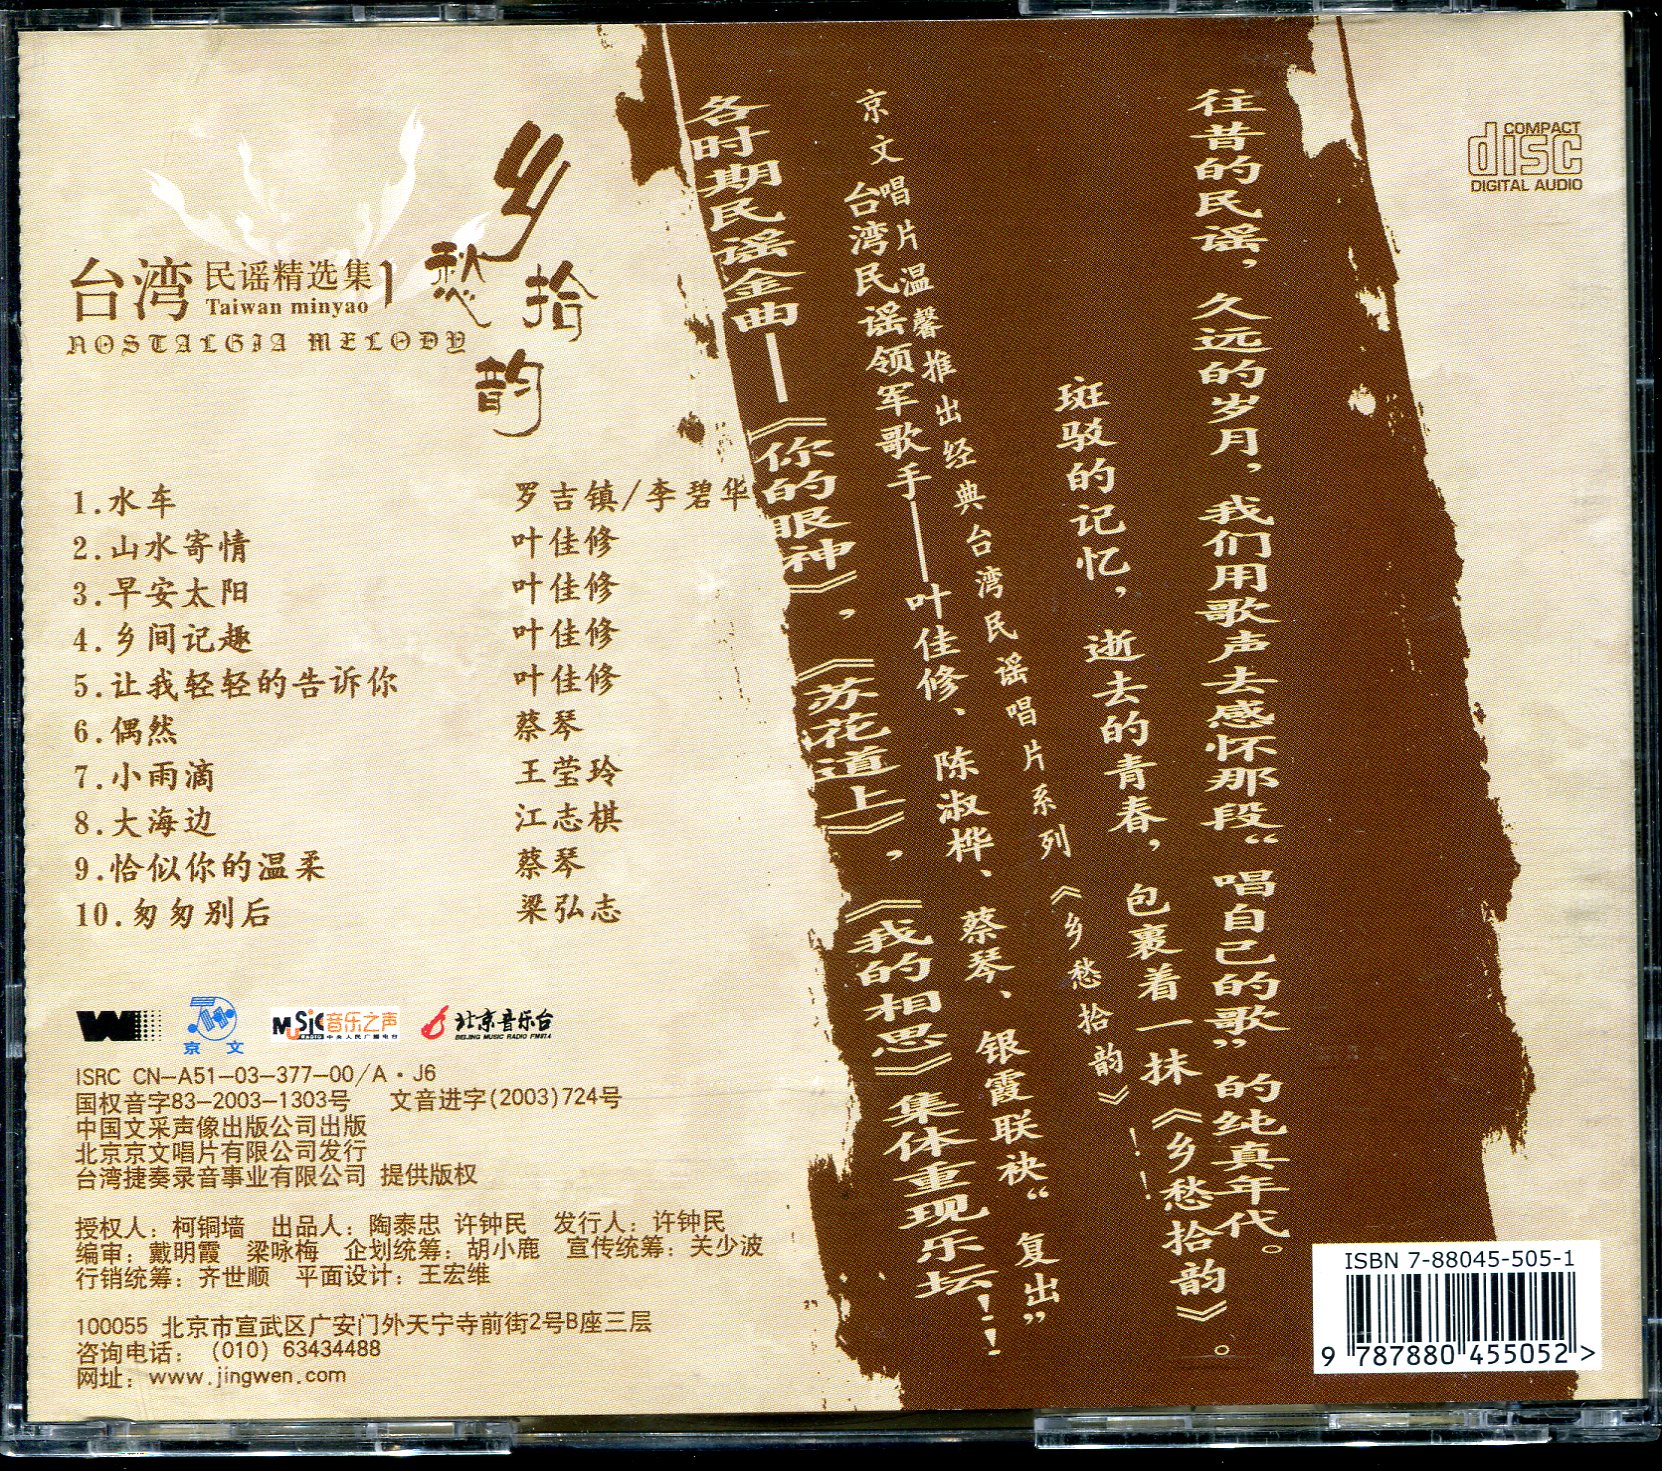 COMPACT
disc
DIGITAL AUDIO
乡愁拾韵
台湾民谣精选集1
Taiwan minyao
NOSTALGIA MELODY
1.水车 罗吉镇/李碧华
2.山水寄情 叶佳修
3.早安太阳 叶佳修
4.乡间记趣 叶佳修
5.让我轻轻的告诉你 叶佳修
6.偶然 蔡琴
7.小雨滴 王莹玲
8.大海边 江志棋
9.恰似你的温柔 蔡琴
10.匆匆别后 梁弘志
往昔的民谣，久远的岁月，我们用歌声去感怀那段“唱自己的歌”的纯真年代。
斑驳的记忆，逝去的青春，包裹着一抹《乡愁拾韵》。
京文唱片温馨推出经典台湾民谣唱片系列《乡愁拾韵》！！
台湾民谣领军歌手——叶佳修、陈淑桦、蔡琴、银霞联袂“复出”
各时期民谣金曲——《你的眼神》，《苏花道上》，《我的相思》集体重现乐坛！！
京文
MUSIC RADIO 音乐之声
中央人民广播电台
北京音乐台
BEIJING MUSIC RADIO FM97.4
ISRC CN-A51-03-377-00/A·J6
国权音字83-2003-1303号 文音进字(2003)724号
中国文采声像出版公司出版
北京京文唱片有限公司发行
台湾捷奏录音事业有限公司 提供版权
授权人：柯铜墙 出品人：陶泰忠 许钟民 发行人：许钟民
编审：戴明霞 梁咏梅 企划统筹：胡小鹿 宣传统筹：关少波
行销统筹：齐世顺 平面设计：王宏维
100055 北京市宣武区广安门外天宁寺前街2号B座三层
咨询电话：（010）63434488
网址：www.jingwen.com
ISBN 7-88045-505-1
9 787880 455052 >